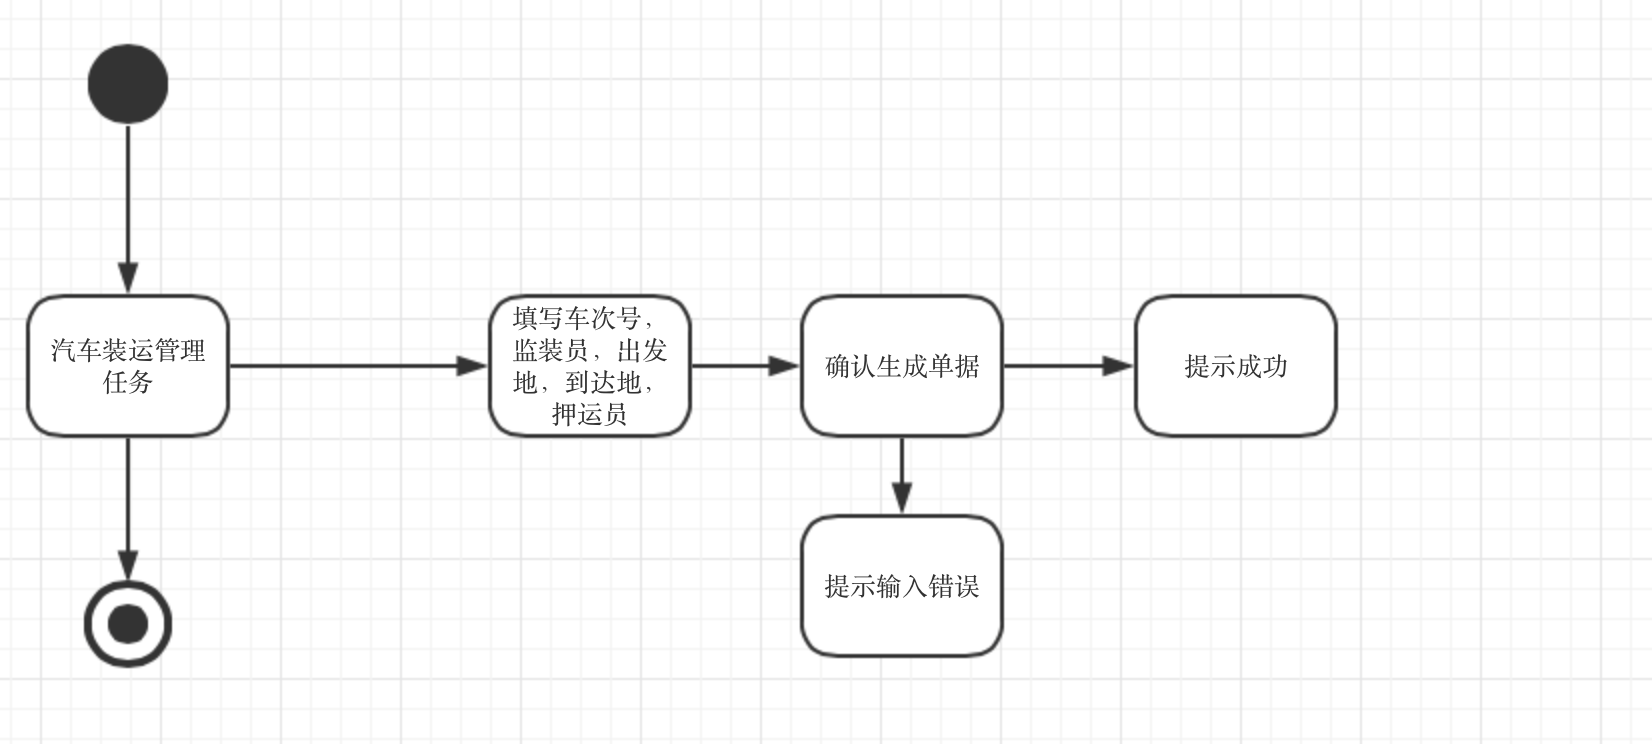 汽车装运管理
任务
填写车次号，
监装员，出发
地，到达地，
押运员
确认生成单据
提示成功
提示输入错误